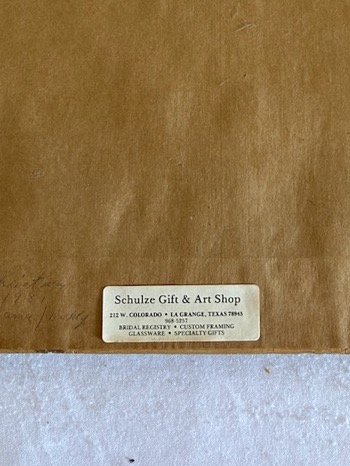 Schulze Gift & Art Shop
212 W. COLORADO • LA GRANGE, TEXAS 78945
968-5257
BRIDAL REGISTRY • CUSTOM FRAMING
GLASSWARE • SPECIALTY GIFTS
1981